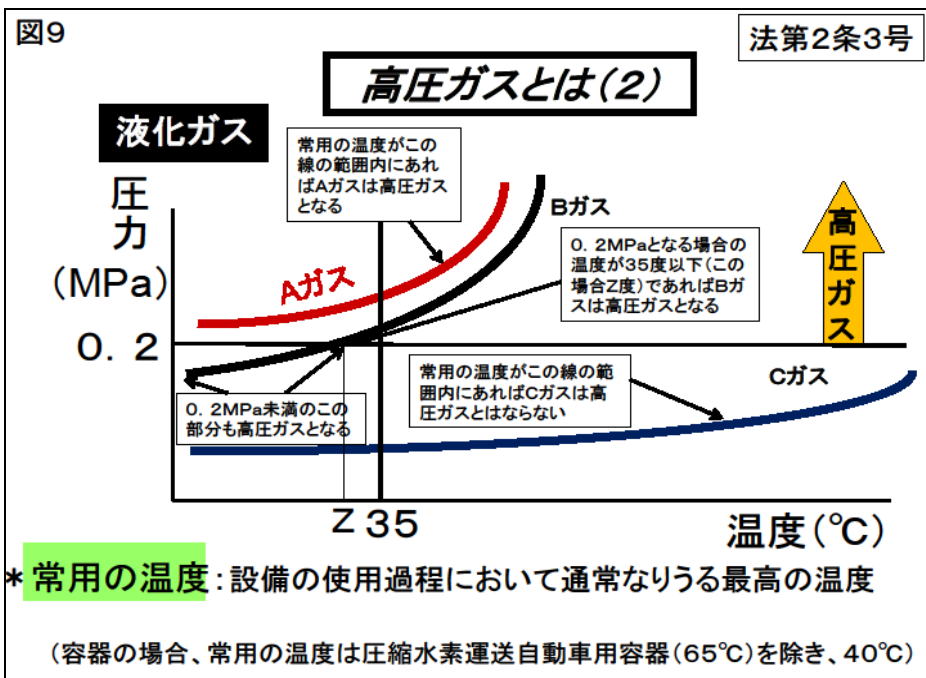 図9
法第2条3号
高圧ガスとは(2)
液化ガス
常用の温度がこの
線の範囲内にあれ
ばAガスは高圧ガス
となる
圧
力
(MPa)
Aガス
Bガス
0.2MPaとなる場合の
温度が35度以下(この
場合Z度)であればBガ
スは高圧ガスとなる
高圧ガス
0.2
常用の温度がこの線の範
囲内にあればCガスは高
圧ガスとはならない
Cガス
0.2MPa未満のこの
部分も高圧ガスとなる
Z 35
温度(℃)
*常用の温度:設備の使用過程において通常なりうる最高の温度
(容器の場合、常用の温度は圧縮水素運送自動車用容器(65℃)を除き、40℃)